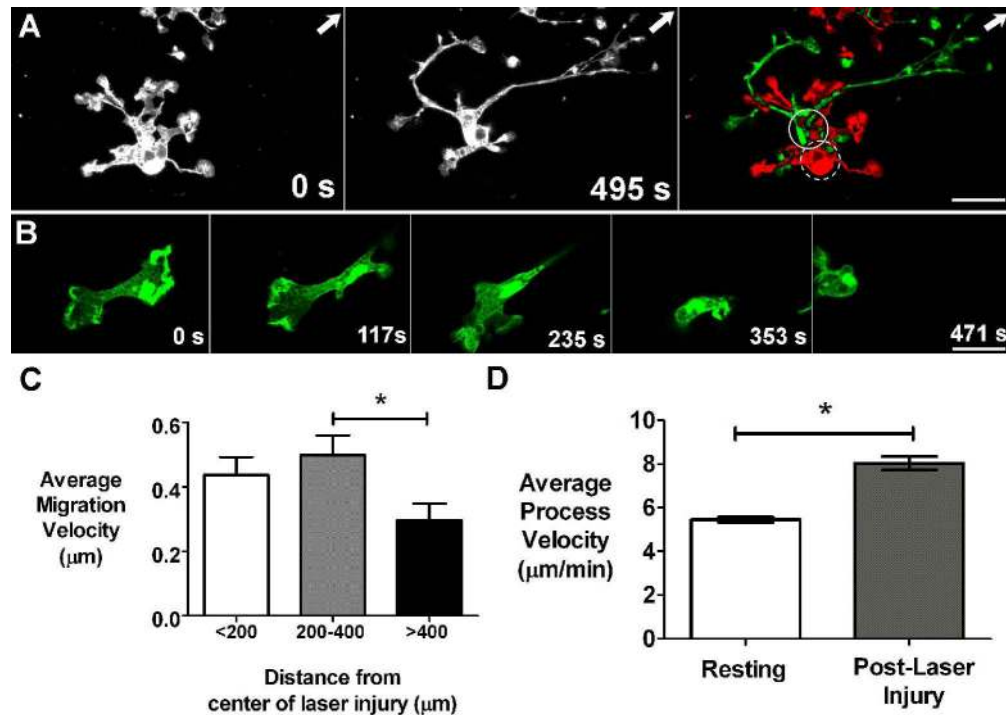 A
0 s
495 s
B
0 s
117s
235 s
353 s
471 s
C
Average
Migration
Velocity
(μm)
0.6
0.4
0.2
0.0
*
<200
200-400
>400
Distance from
center of laser injury (μm)
D
Average
Process
Velocity
(μm/min)
10
8
6
4
2
0
*
Resting
Post-Laser
Injury